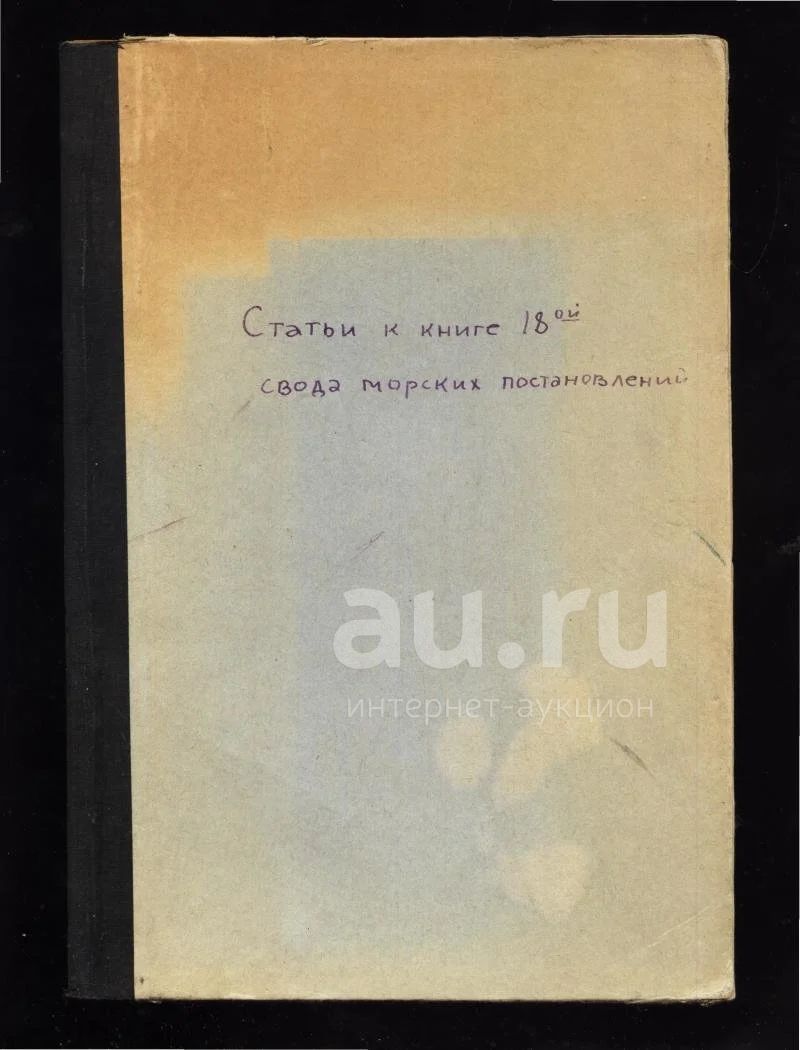 Статьи к книге 18ой
свода морских постановлений
au.ru
интернет-аукцион